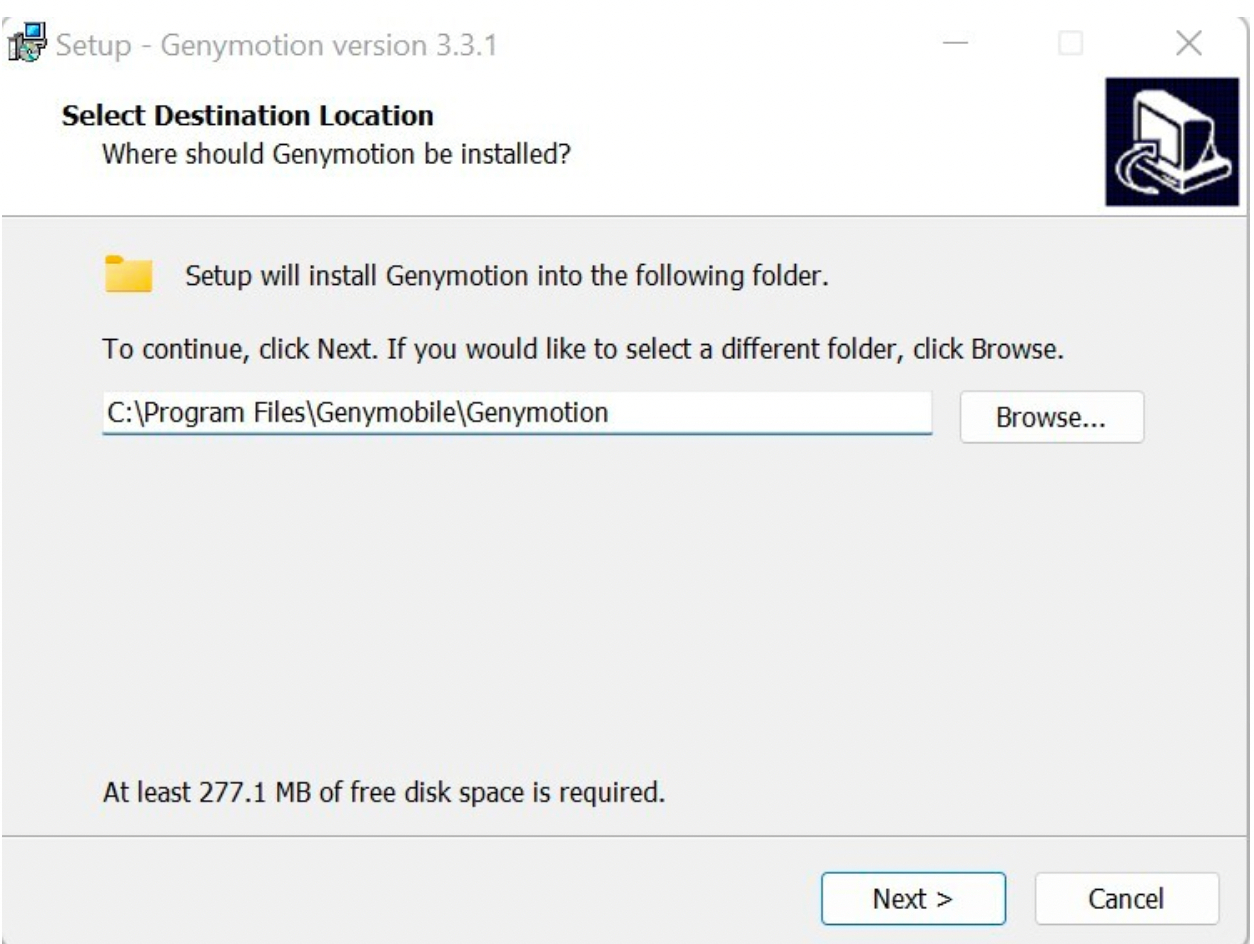 Setup - Genymotion version 3.3.1
Select Destination Location
Where should Genymotion be installed?
Setup will install Genymotion into the following folder.
To continue, click Next. If you would like to select a different folder, click Browse.
C:\Program Files\Genymobile\Genymotion
Browse...
At least 277.1 MB of free disk space is required.
Next >
Cancel